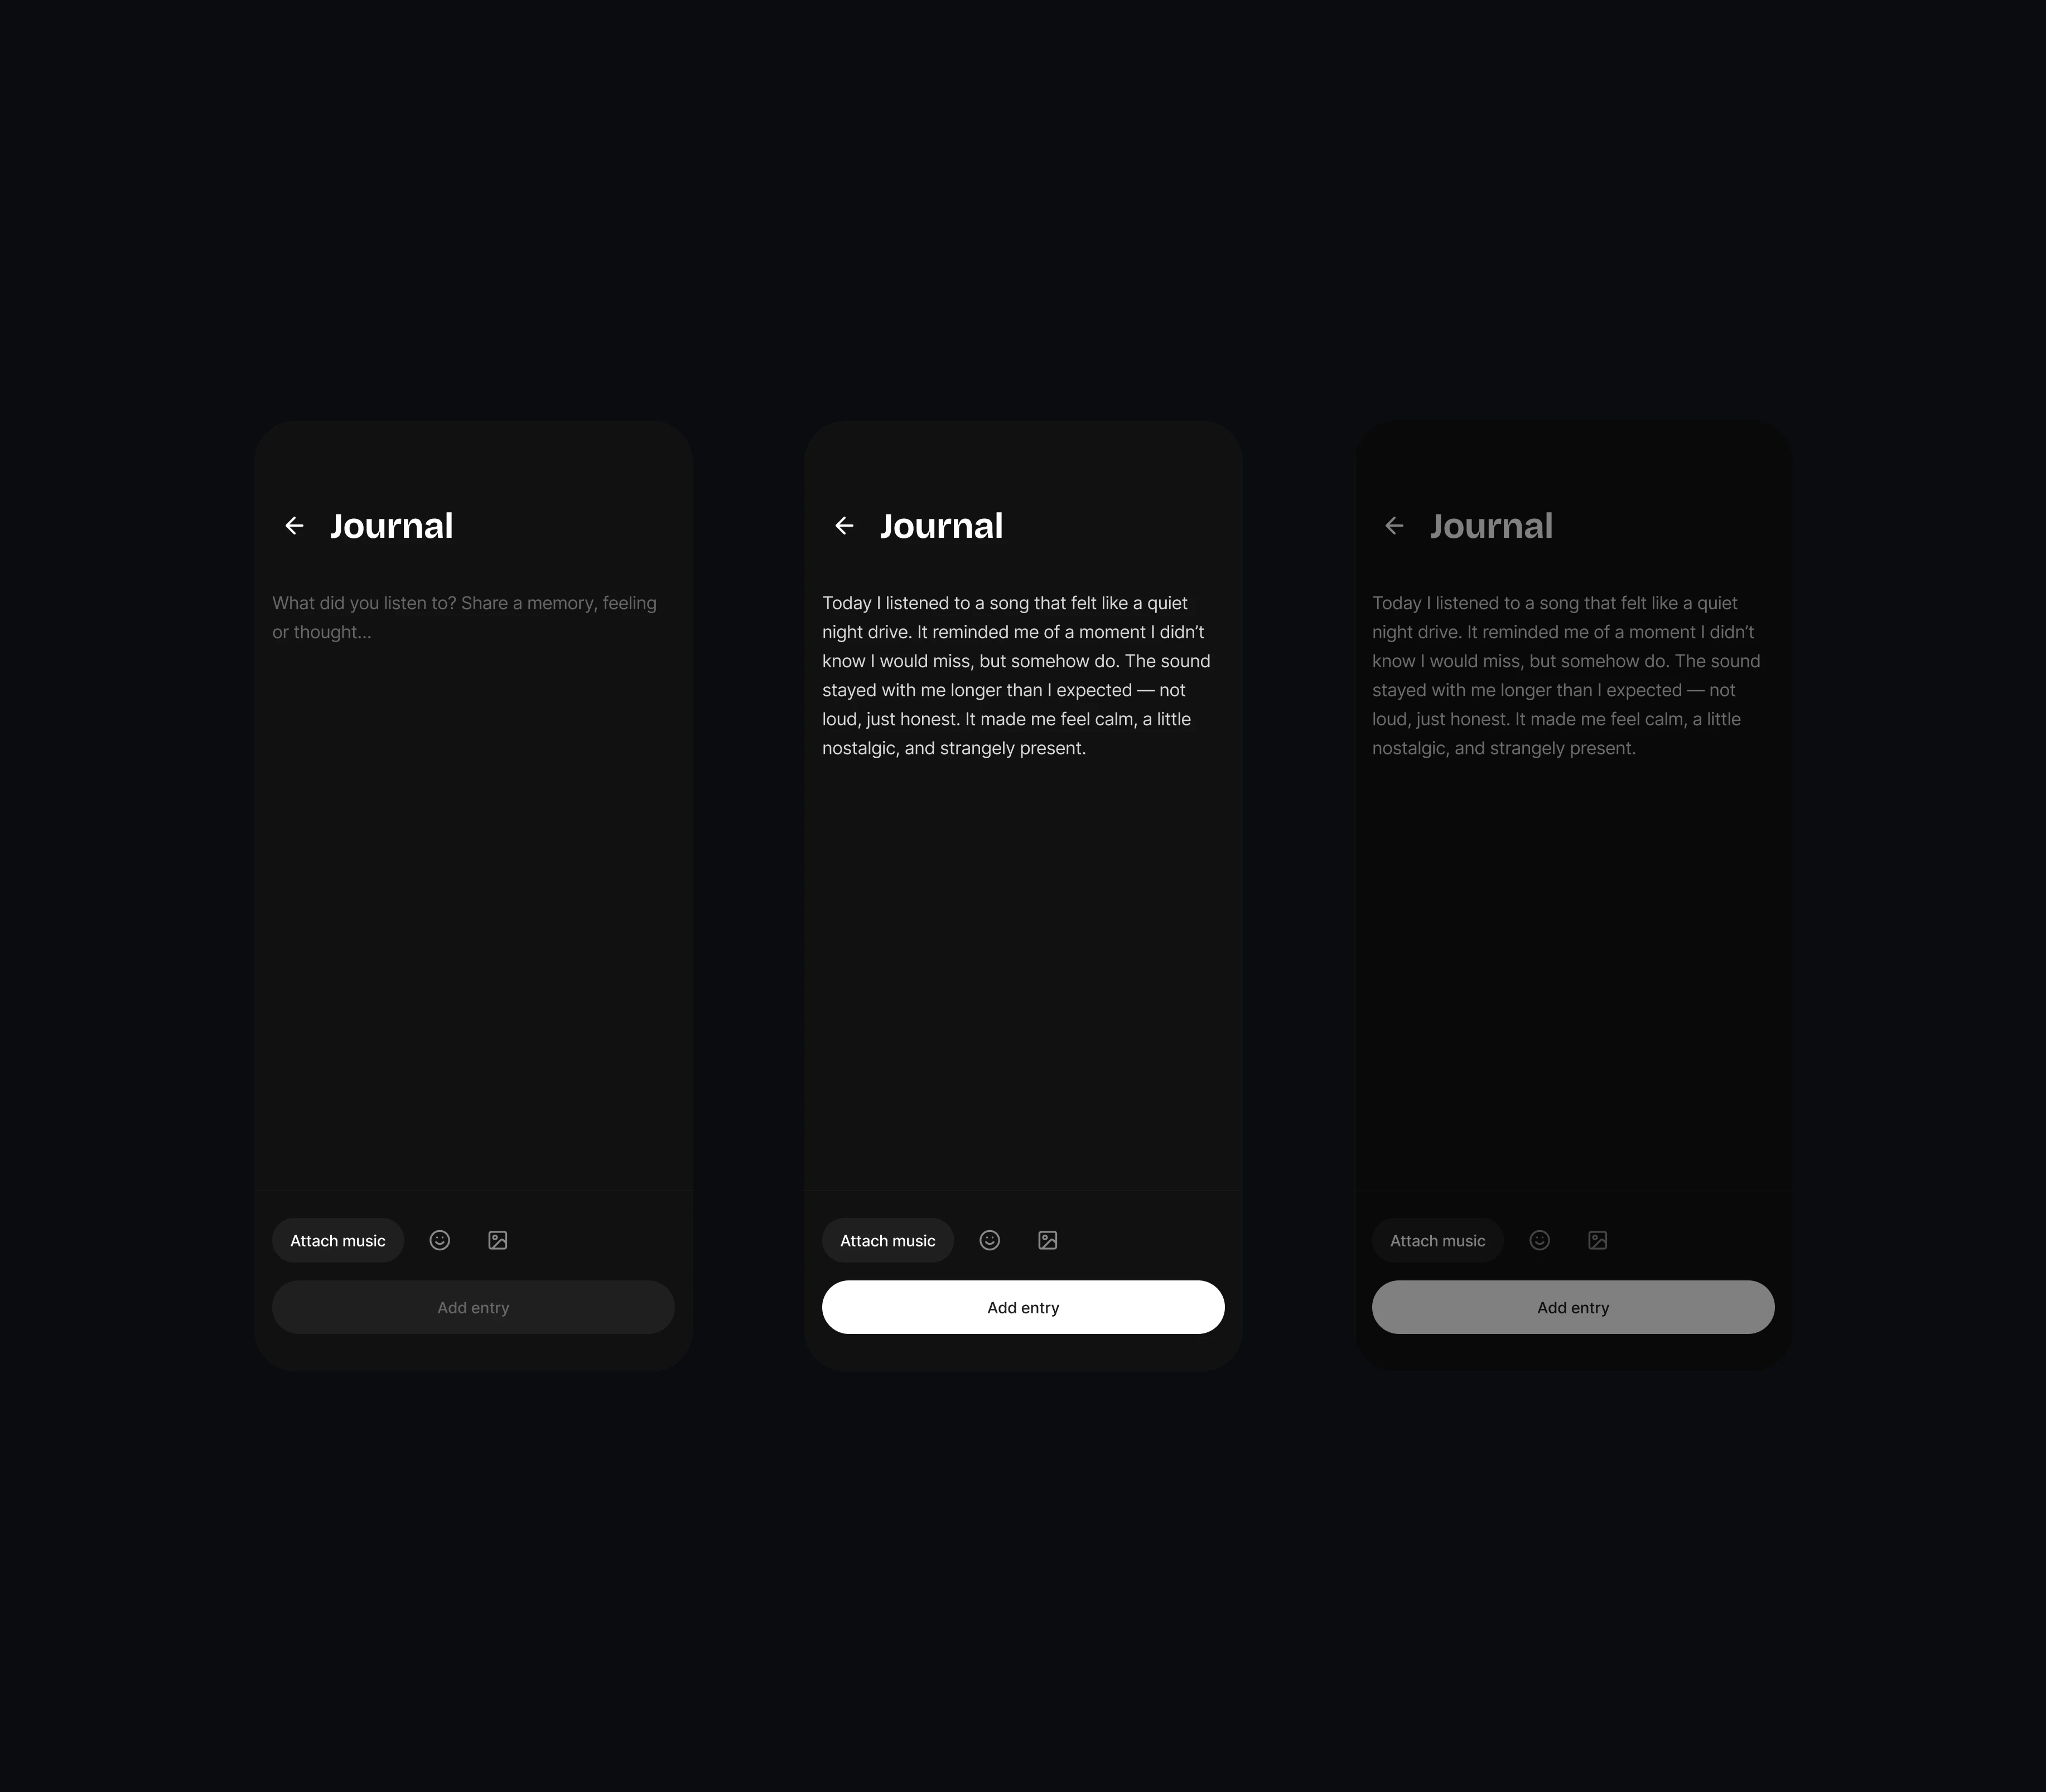 Journal
What did you listen to? Share a memory, feeling
or thought...
Attach music
Add entry
Journal
Today I listened to a song that felt like a quiet
night drive. It reminded me of a moment I didn’t
know I would miss, but somehow do. The sound
stayed with me longer than I expected — not
loud, just honest. It made me feel calm, a little
nostalgic, and strangely present.
Attach music
Add entry
Journal
Today I listened to a song that felt like a quiet
night drive. It reminded me of a moment I didn’t
know I would miss, but somehow do. The sound
stayed with me longer than I expected — not
loud, just honest. It made me feel calm, a little
nostalgic, and strangely present.
Attach music
Add entry